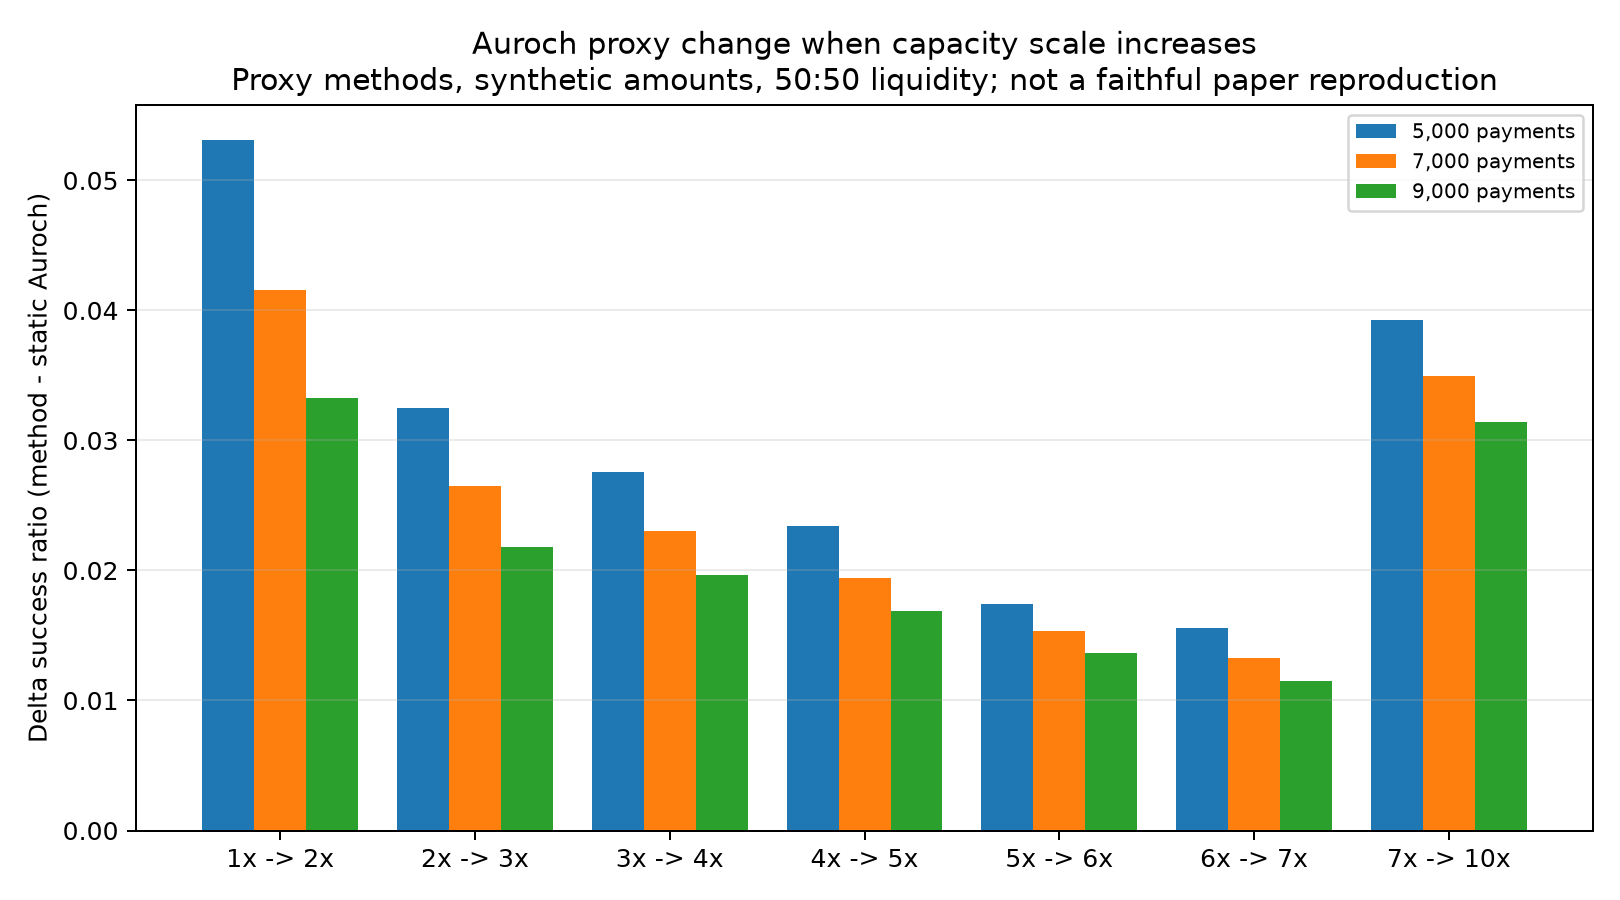 Auroch proxy change when capacity scale increases
Proxy methods, synthetic amounts, 50:50 liquidity; not a faithful paper reproduction
5,000 payments
7,000 payments
9,000 payments
Delta success ratio (method - static Auroch)
0.05
0.04
0.03
0.02
0.01
0.00
1x -> 2x
2x -> 3x
3x -> 4x
4x -> 5x
5x -> 6x
6x -> 7x
7x -> 10x